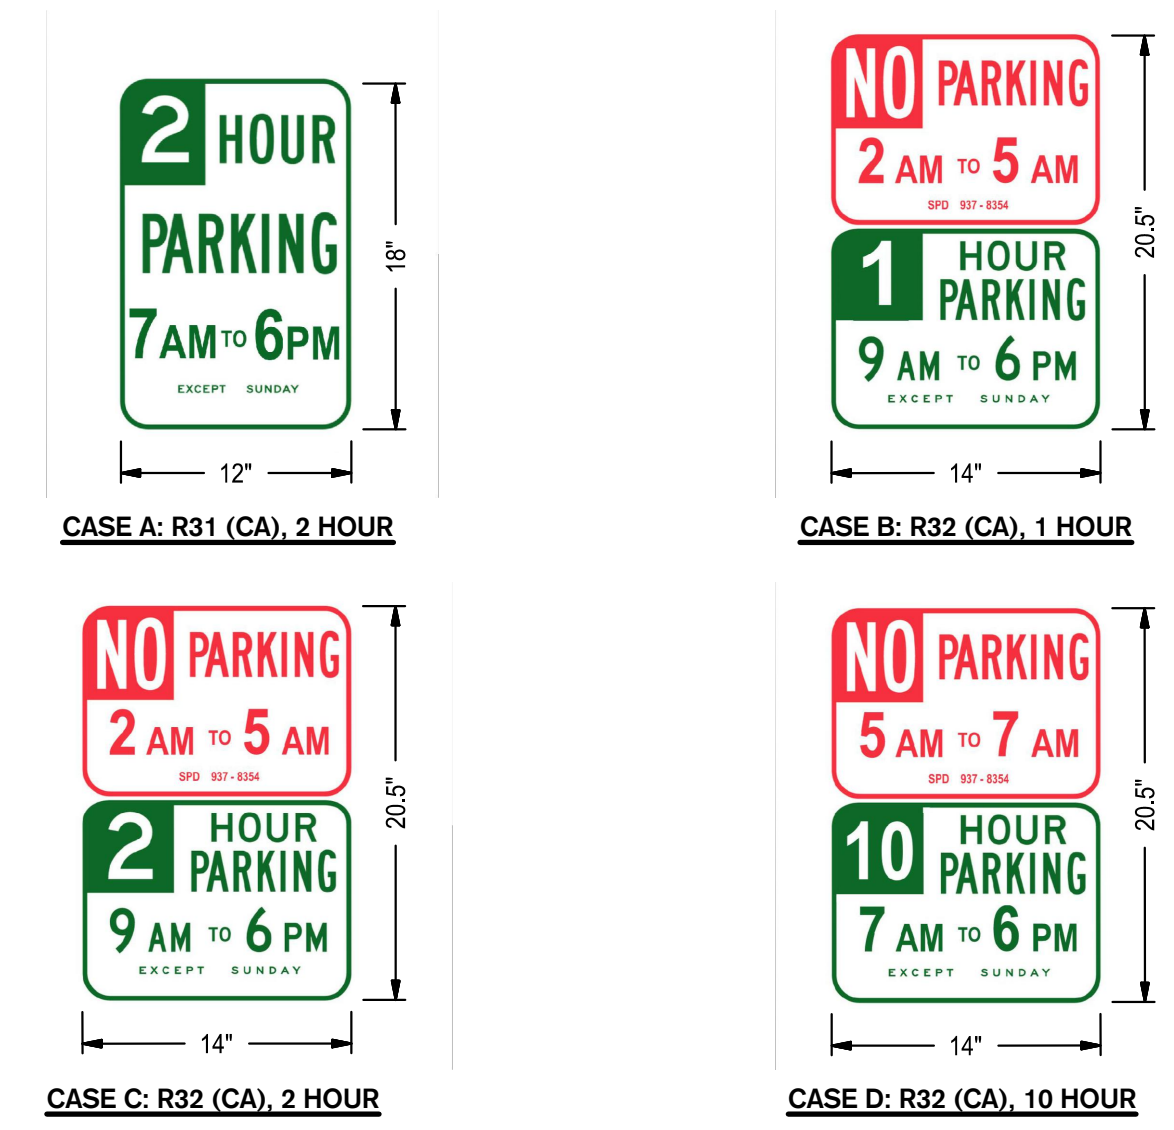 2 HOUR
PARKING
7 AM TO 6 PM
EXCEPT SUNDAY
18"
12"
CASE A: R31 (CA), 2 HOUR
NO PARKING
2 AM TO 5 AM
SPD 937 - 8354
1 HOUR
PARKING
9 AM TO 6 PM
EXCEPT SUNDAY
20.5"
14"
CASE B: R32 (CA), 1 HOUR
NO PARKING
2 AM TO 5 AM
SPD 937 - 8354
2 HOUR
PARKING
9 AM TO 6 PM
EXCEPT SUNDAY
20.5"
14"
CASE C: R32 (CA), 2 HOUR
NO PARKING
5 AM TO 7 AM
SPD 937 - 8354
10 HOUR
PARKING
7 AM TO 6 PM
EXCEPT SUNDAY
20.5"
14"
CASE D: R32 (CA), 10 HOUR